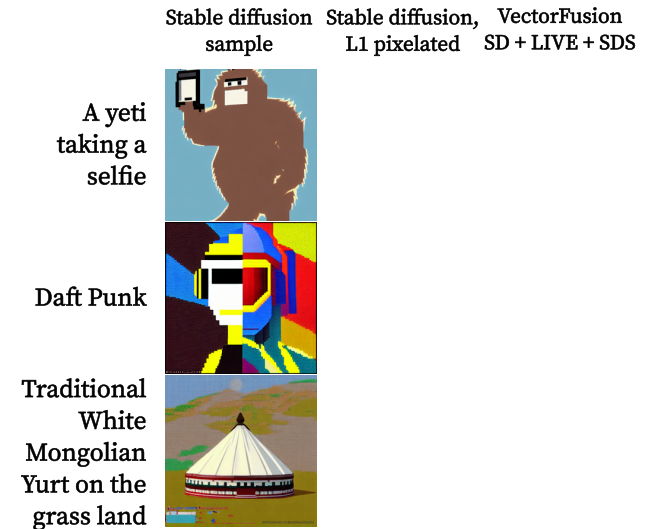 Stable diffusion sample
Stable diffusion, L1 pixelated
VectorFusion SD + LIVE + SDS
A yeti
taking a
selfie
Daft Punk
Traditional
White
Mongolian
Yurt on the
grass land